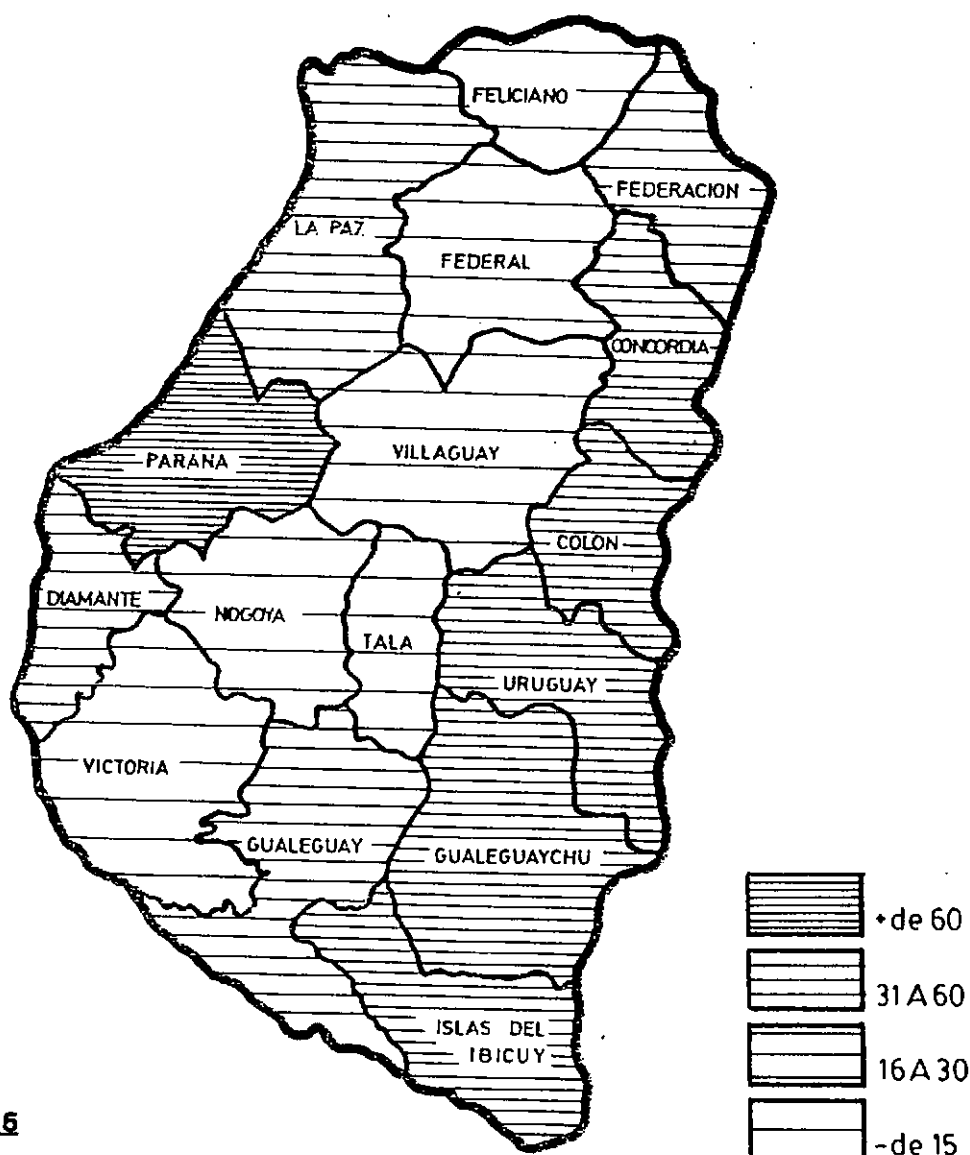 FELICIANO
FEDERACION
LA PAZ
FEDERAL
CONCORDIA
PARANA
VILLAGUAY
COLON
DIAMANTE
NOGOYA
TALA
URUGUAY
VICTORIA
GUALEGUAY
GUALEGUAYCHU
ISLAS DEL
IBICUY
+de 60
31 A 60
16 A 30
-de 15